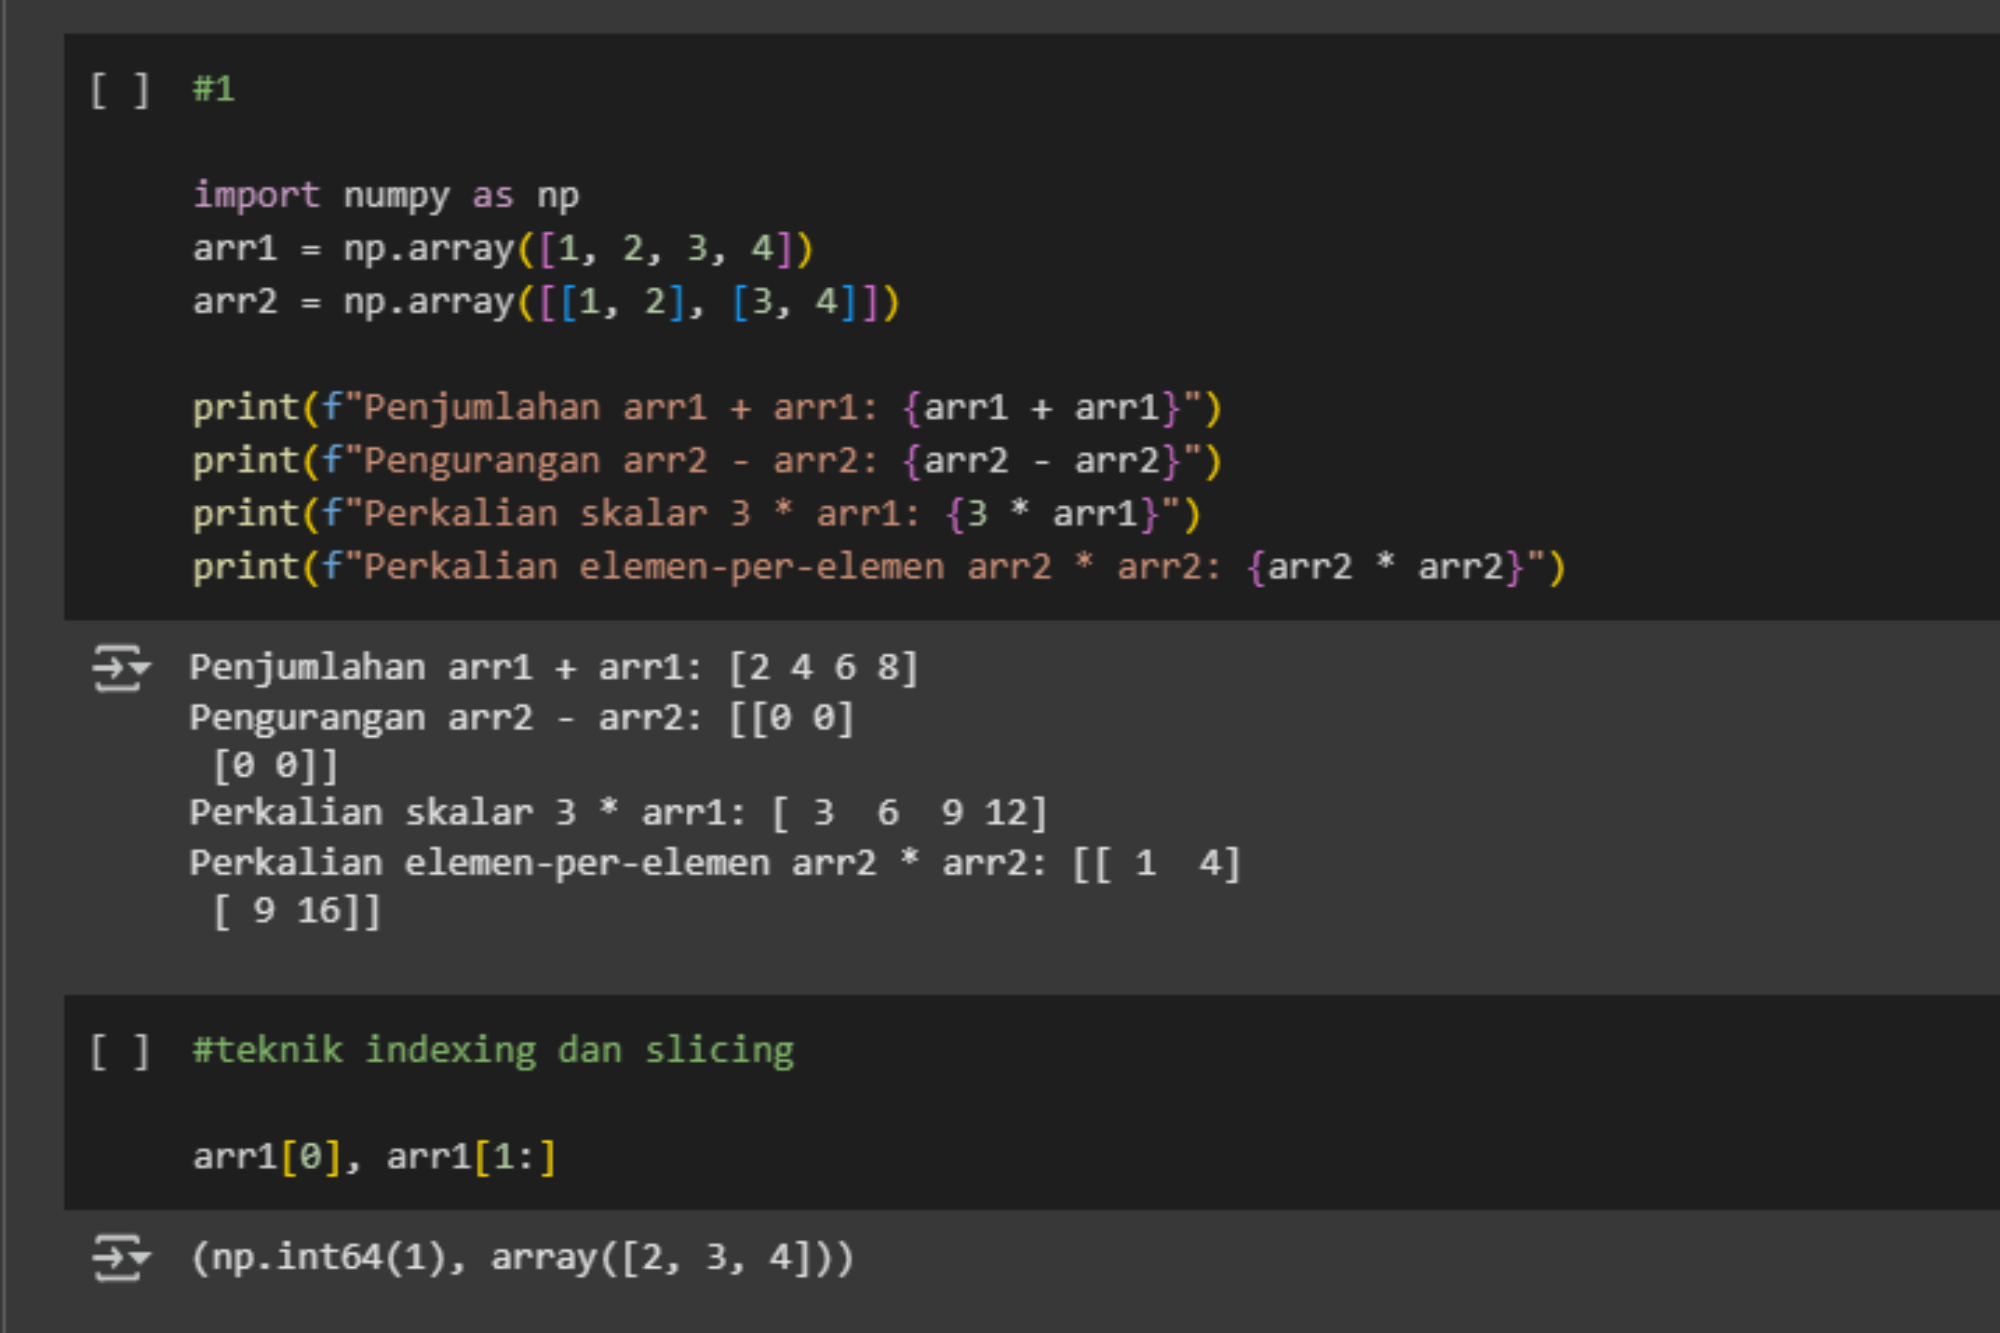 [ ] #1
import numpy as np
arr1 = np.array([1, 2, 3, 4])
arr2 = np.array([[1, 2], [3, 4]])
print(f"Penjumlahan arr1 + arr1: {arr1 + arr1}")
print(f"Pengurangan arr2 - arr2: {arr2 - arr2}")
print(f"Perkalian skalar 3 * arr1: {3 * arr1}")
print(f"Perkalian elemen-per-elemen arr2 * arr2: {arr2 * arr2}")
Penjumlahan arr1 + arr1: [2 4 6 8]
Pengurangan arr2 - arr2: [[0 0]
 [0 0]]
Perkalian skalar 3 * arr1: [ 3  6  9 12]
Perkalian elemen-per-elemen arr2 * arr2: [[ 1  4]
 [ 9 16]]
[ ] #teknik indexing dan slicing
arr1[0], arr1[1:]
(np.int64(1), array([2, 3, 4]))